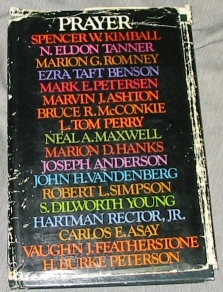 PRAYER
SPENCER W. KIMBALL
N. ELDON TANNER
MARION G. ROMNEY
EZRA TAFT BENSON
MARK E. PETERSEN
MARVIN J. ASHTON
BRUCE R. McCONKIE
L. TOM PERRY
NEAL A. MAXWELL
MARION D. HANKS
JOSEPH ANDERSON
JOHN H. VANDENBERG
ROBERT L. SIMPSON
S. DILWORTH YOUNG
HARTMAN RECTOR, JR.
CARLOS E. ASAY
VAUGHN J. FEATHERSTONE
H. BURKE PETERSON